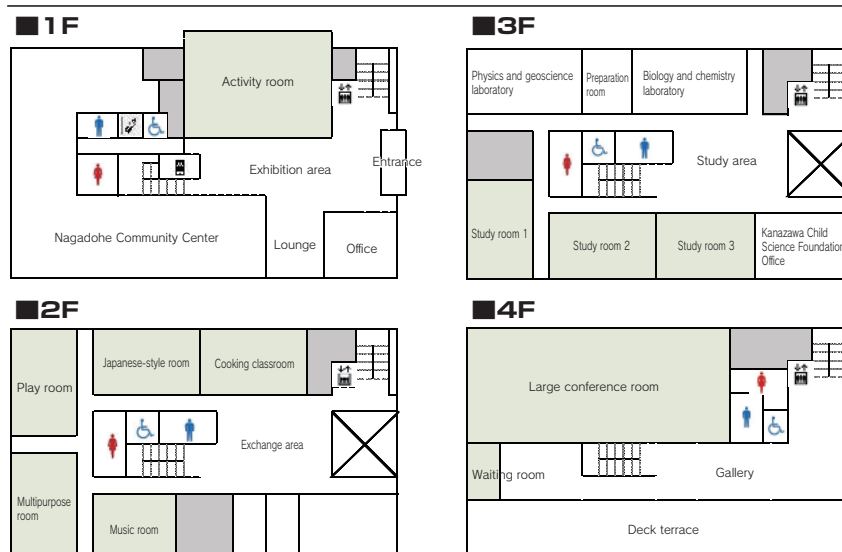 ■1F
Activity room
Exhibition area
Entrance
Nagadohe Community Center
Lounge
Office
■2F
Japanese-style room
Cooking classroom
Play room
Exchange area
Multipurpose
room
Music room
■3F
Physics and geoscience
laboratory
Preparation
room
Biology and chemistry
laboratory
Study area
Study room 1
Study room 2
Study room 3
Kanazawa Child
Science Foundation
Office
■4F
Large conference room
Waiting room
Gallery
Deck terrace